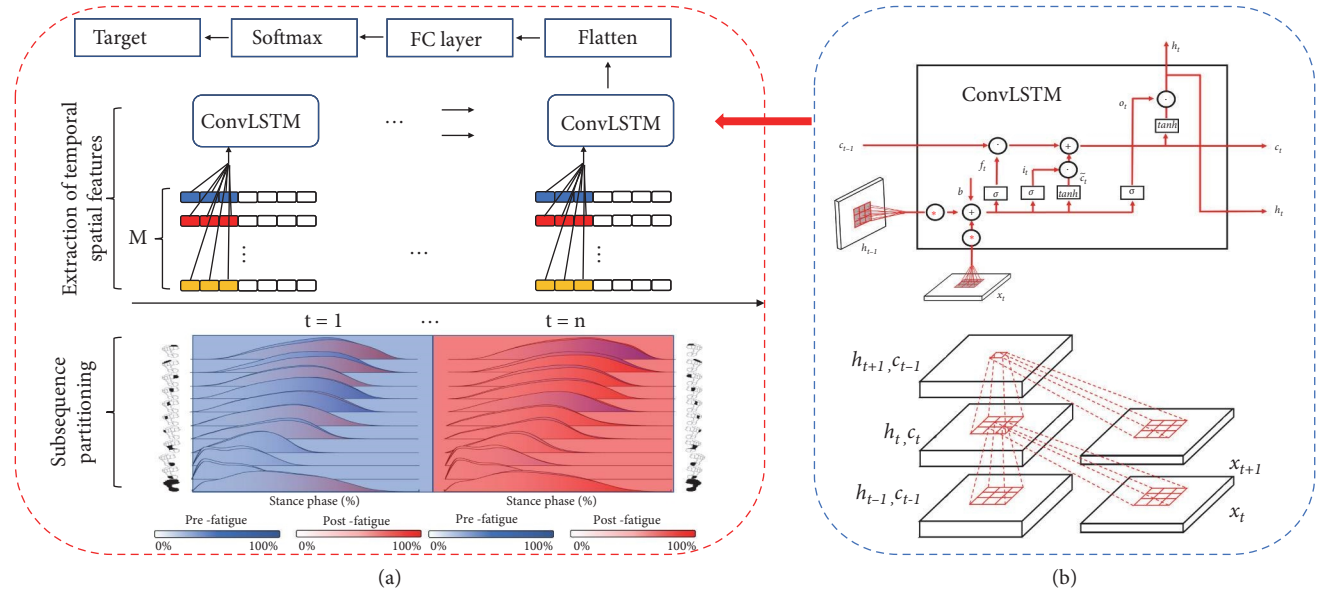 Target
Softmax
FC layer
Flatten
Extraction of temporal
spatial features
ConvLSTM
...
ConvLSTM
M
...
...
...
t = 1
...
t = n
Subsequence
partitioning
Stance phase (%)
Stance phase (%)
Pre -fatigue
Post -fatigue
Pre -fatigue
Post -fatigue
0%
100%
0%
100%
0%
100%
0%
100%
(a)
h_t
ConvLSTM
o_t
·
tanh
c_{t-1}
·
+
c_t
f_t
i_t
·
c̃_t
b
σ
σ
tanh
σ
*
+
h_t
h_{t-1}
*
x_t
h_{t+1}, c_{t-1}
h_t, c_t
x_{t+1}
h_{t-1}, c_{t-1}
x_t
(b)